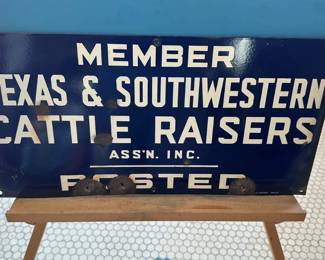 MEMBER
EXAS & SOUTHWESTERN
CATTLE RAISERS
ASS'N. INC.
POSTED